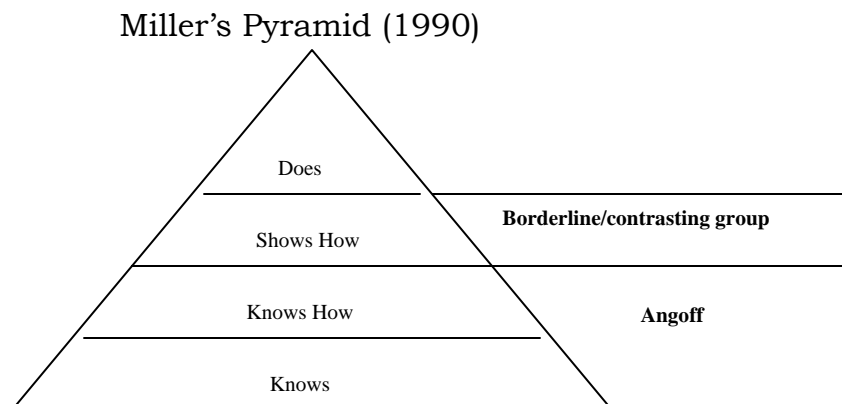 Miller’s Pyramid (1990)
Does
Borderline/contrasting group
Shows How
Knows How
Angoff
Knows